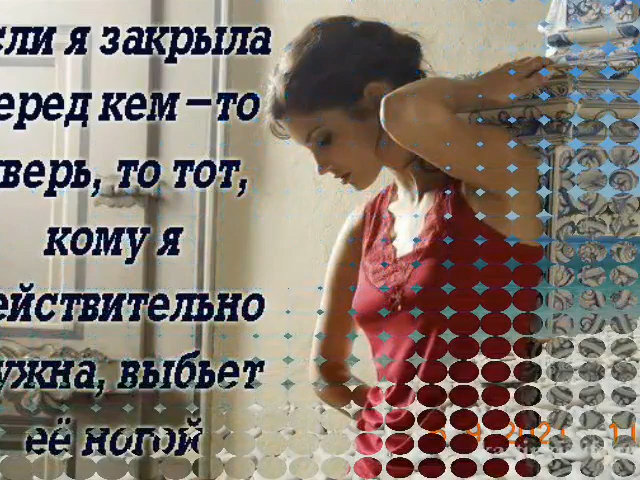 сли я закрыла
еред кем–то
верь, то тот,
кому я
ействительно
ужна, выбьет
её ногой